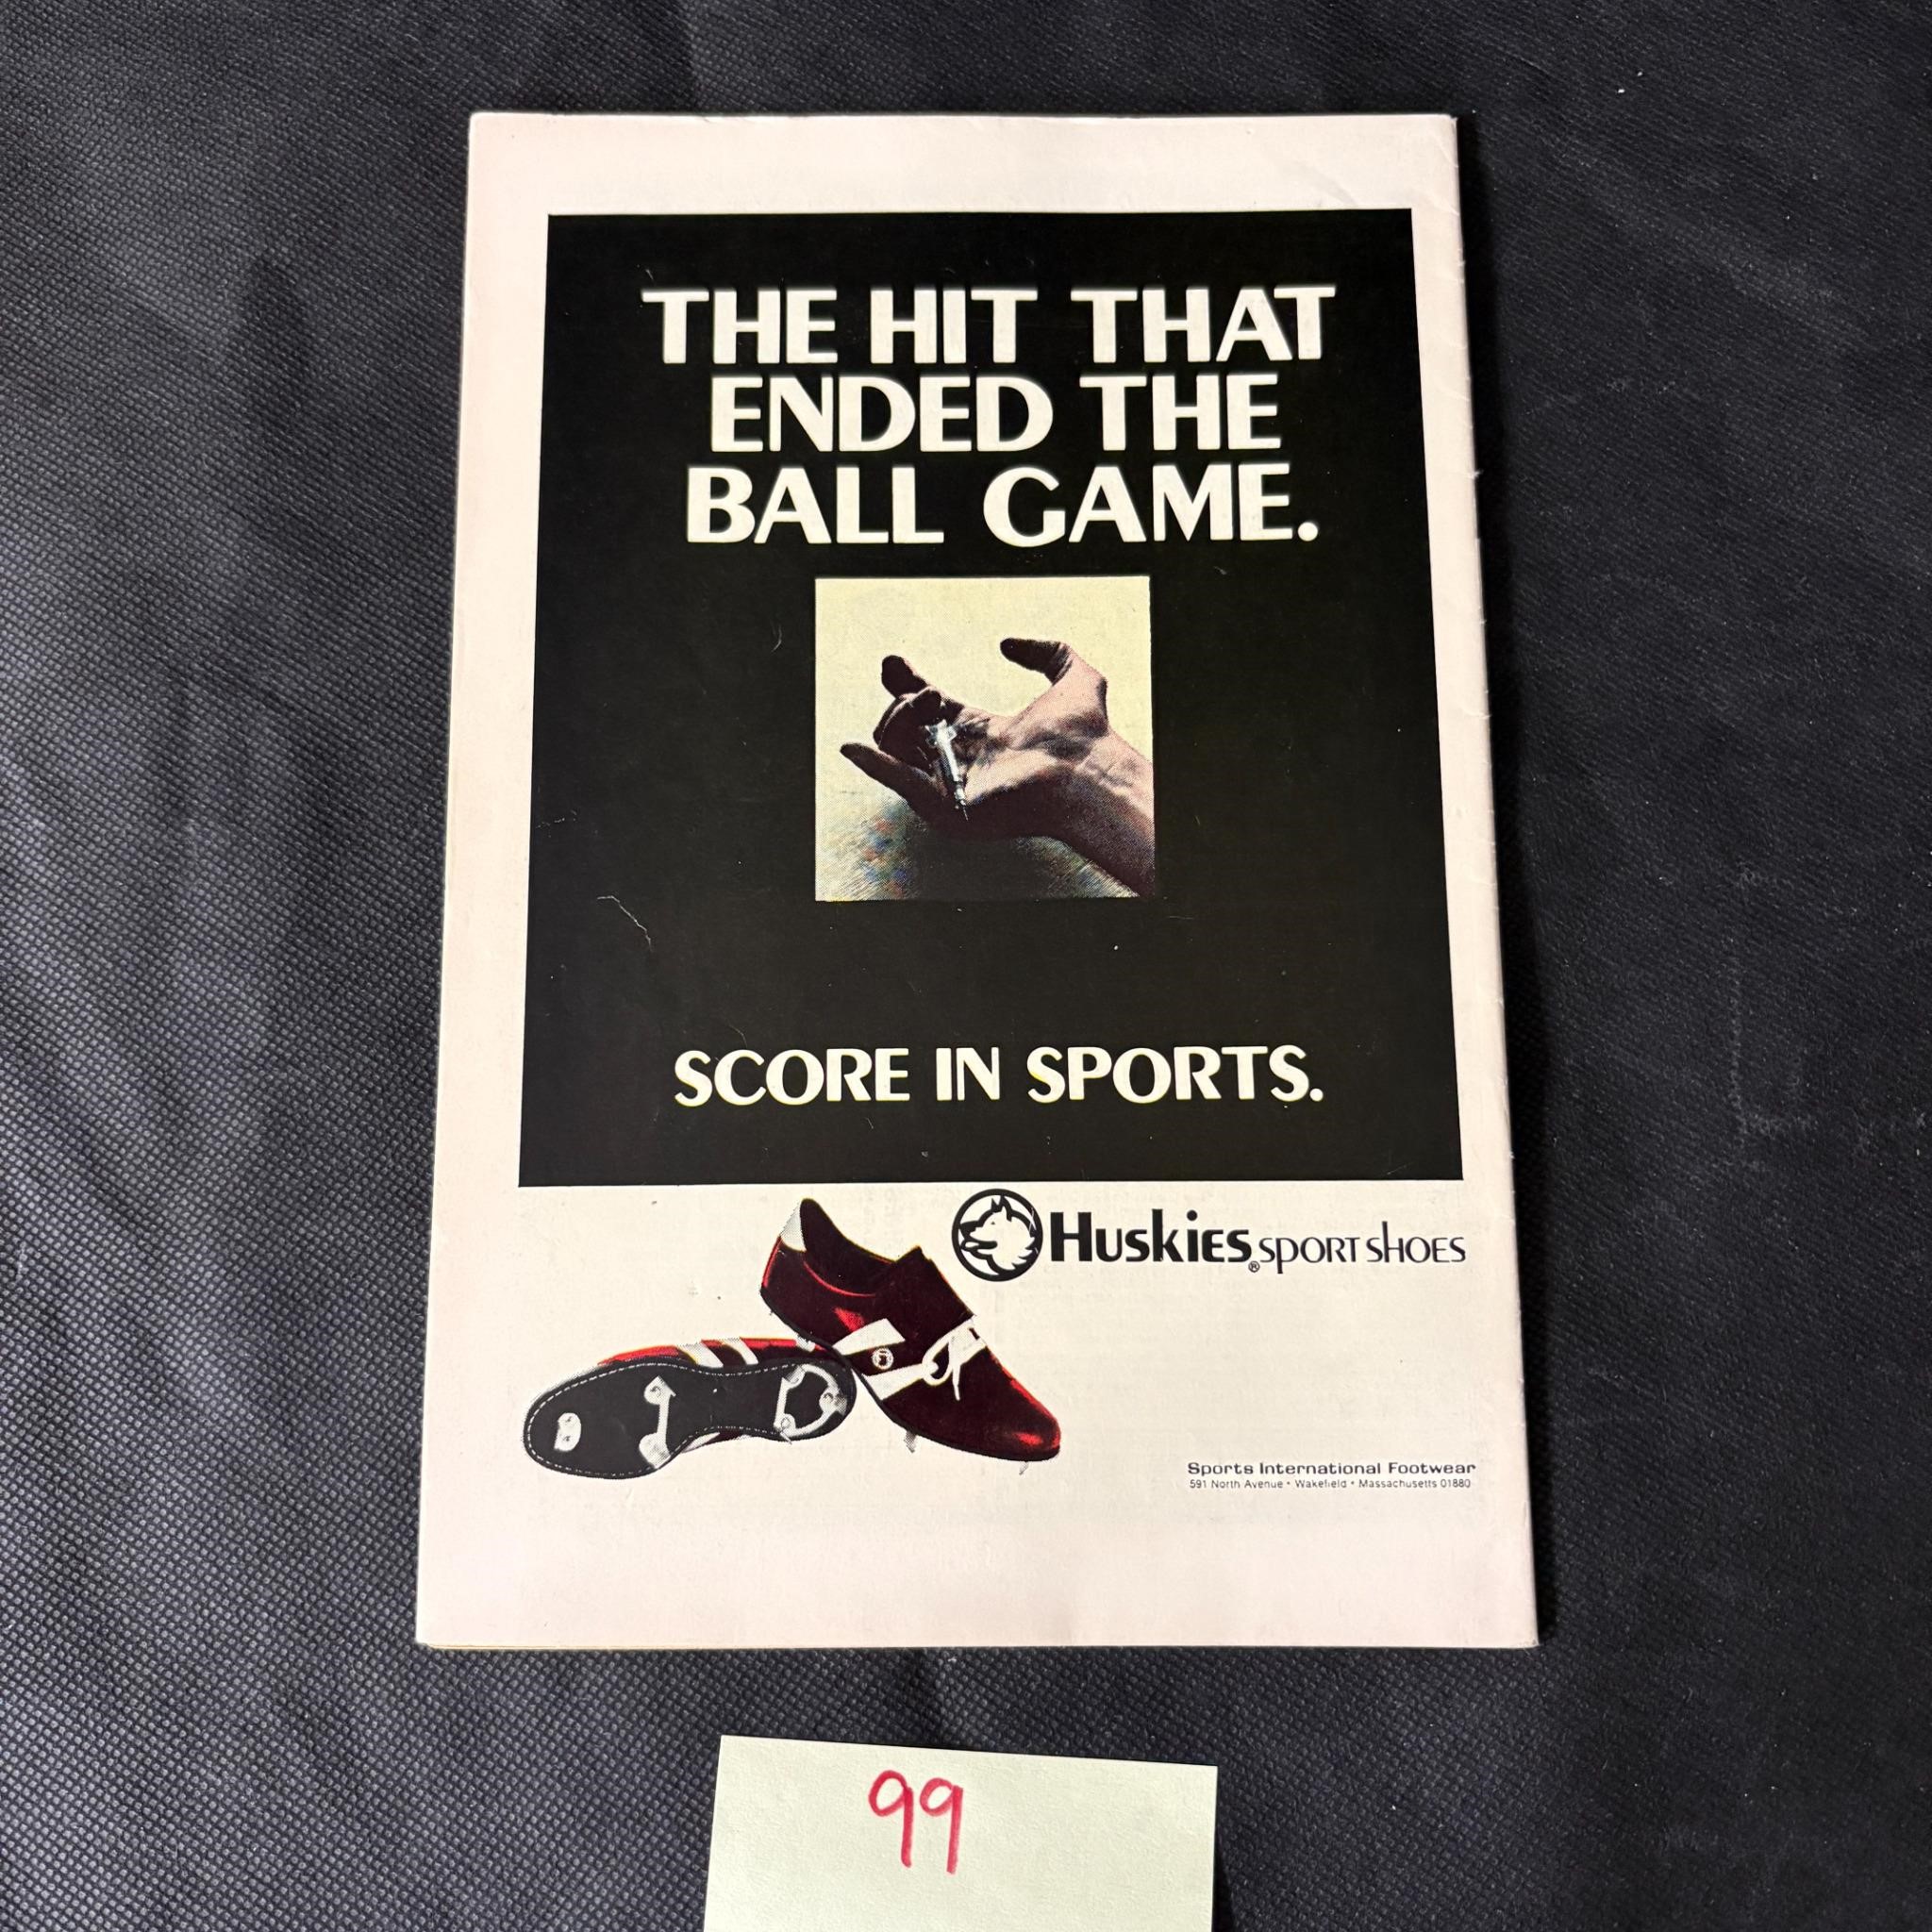 THE HIT THAT
ENDED THE
BALL GAME.
SCORE IN SPORTS.
HUSKIES® SPORT SHOES
Sports International Footwear
591 North Avenue • Wakefield • Massachusetts 01880
99